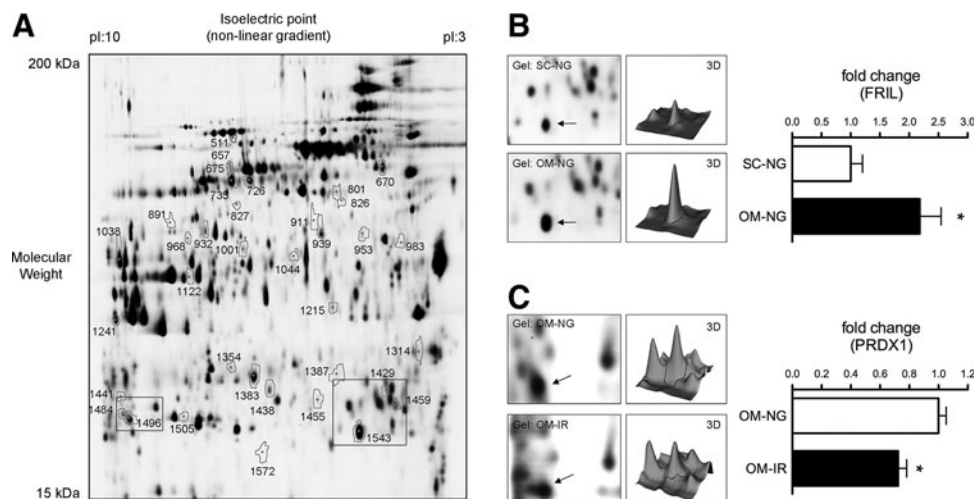 A
Isoelectric point
(non-linear gradient)
pI:10
pI:3
200 kDa
Molecular
Weight
15 kDa
511
657
675
733
726
670
801
826
827
891
911
1038
968
932
939
953
983
1001
1044
1122
1215
1241
1314
1354
1387
1429
1383
1441
1438
1455
1459
1484
1496
1505
1543
1572
B
Gel: SC-NG
3D
Gel: OM-NG
3D
fold change
(FRIL)
0.0 0.5 1.0 1.5 2.0 2.5 3.0
SC-NG
OM-NG
*
C
Gel: OM-NG
3D
Gel: OM-IR
3D
fold change
(PRDX1)
0.0 0.2 0.4 0.6 0.8 1.0 1.2
OM-NG
OM-IR
*